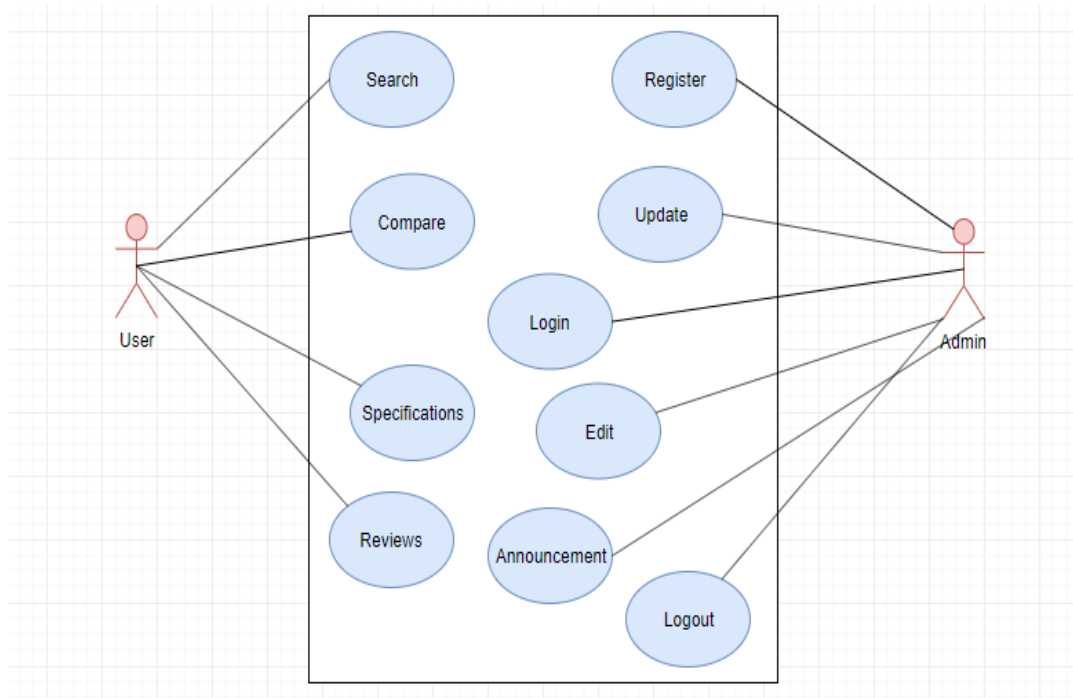 Search
Register
Compare
Update
Login
User
Admin
Specifications
Edit
Reviews
Announcement
Logout